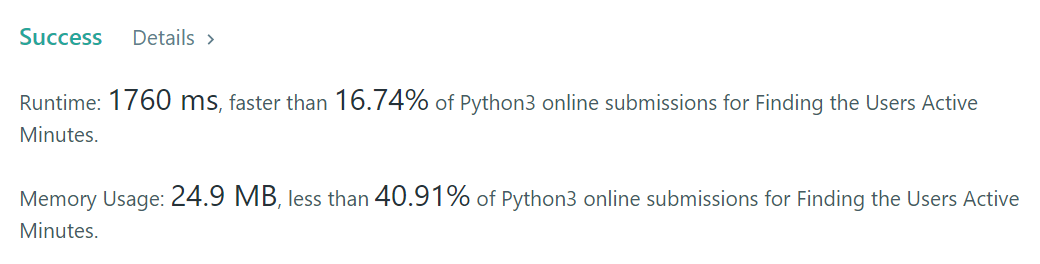 Success Details >
Runtime: 1760 ms, faster than 16.74% of Python3 online submissions for Finding the Users Active
Minutes.
Memory Usage: 24.9 MB, less than 40.91% of Python3 online submissions for Finding the Users Active
Minutes.